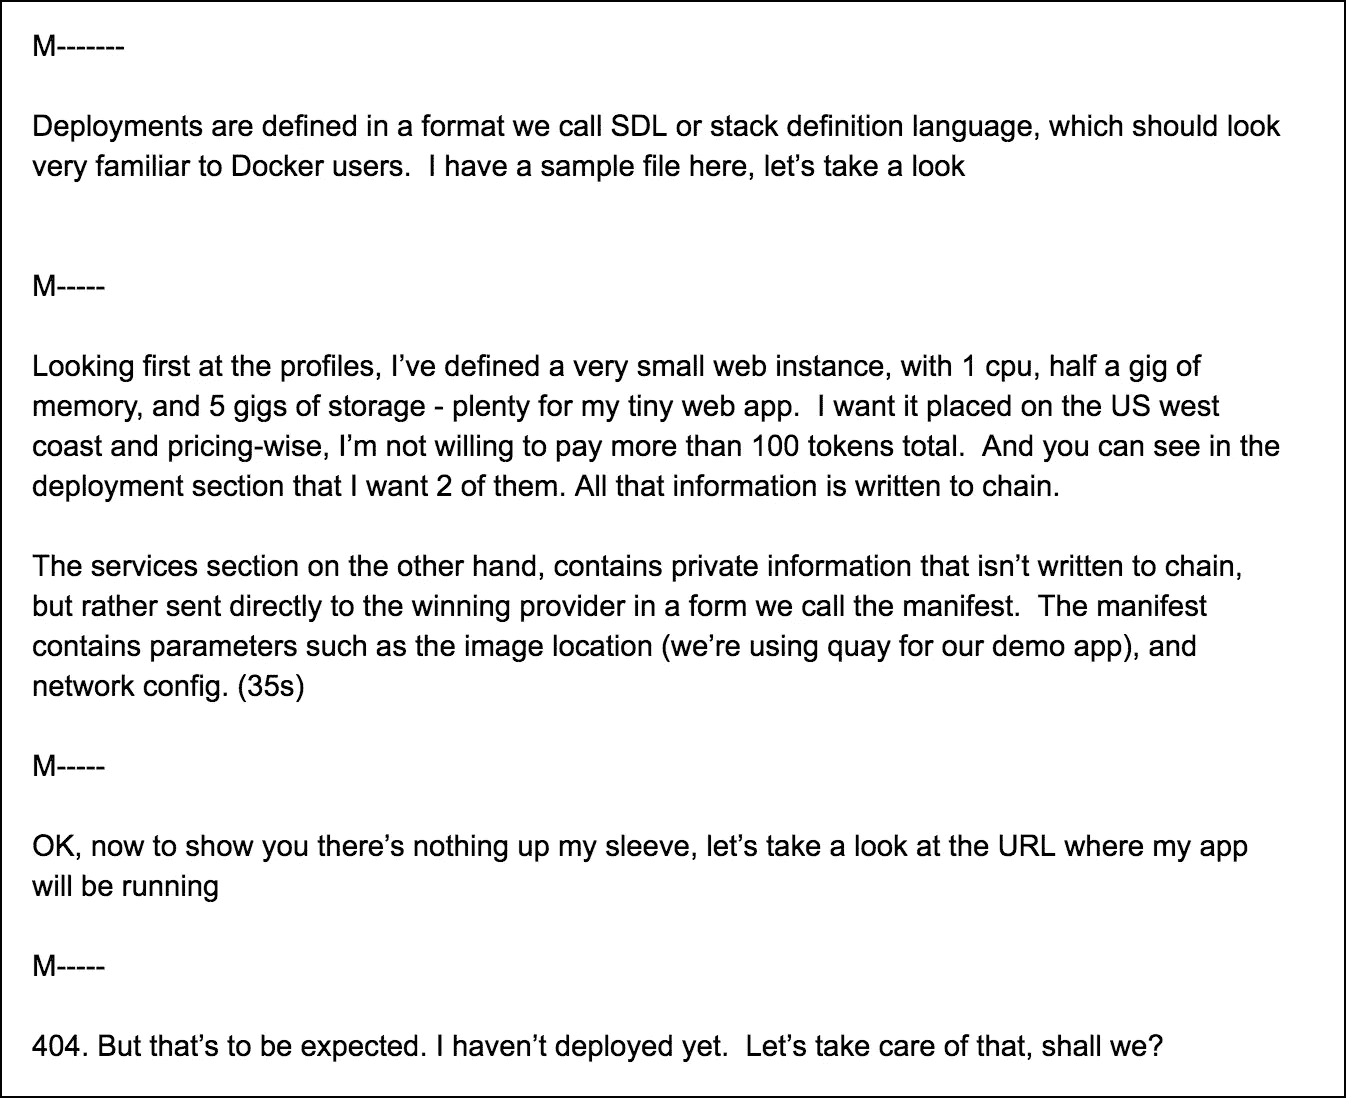 M-------
Deployments are defined in a format we call SDL or stack definition language, which should look
very familiar to Docker users.  I have a sample file here, let’s take a look
M-----
Looking first at the profiles, I’ve defined a very small web instance, with 1 cpu, half a gig of
memory, and 5 gigs of storage - plenty for my tiny web app.  I want it placed on the US west
coast and pricing-wise, I’m not willing to pay more than 100 tokens total.  And you can see in the
deployment section that I want 2 of them. All that information is written to chain.
The services section on the other hand, contains private information that isn’t written to chain,
but rather sent directly to the winning provider in a form we call the manifest.  The manifest
contains parameters such as the image location (we’re using quay for our demo app), and
network config. (35s)
M-----
OK, now to show you there’s nothing up my sleeve, let’s take a look at the URL where my app
will be running
M-----
404. But that’s to be expected. I haven’t deployed yet.  Let’s take care of that, shall we?